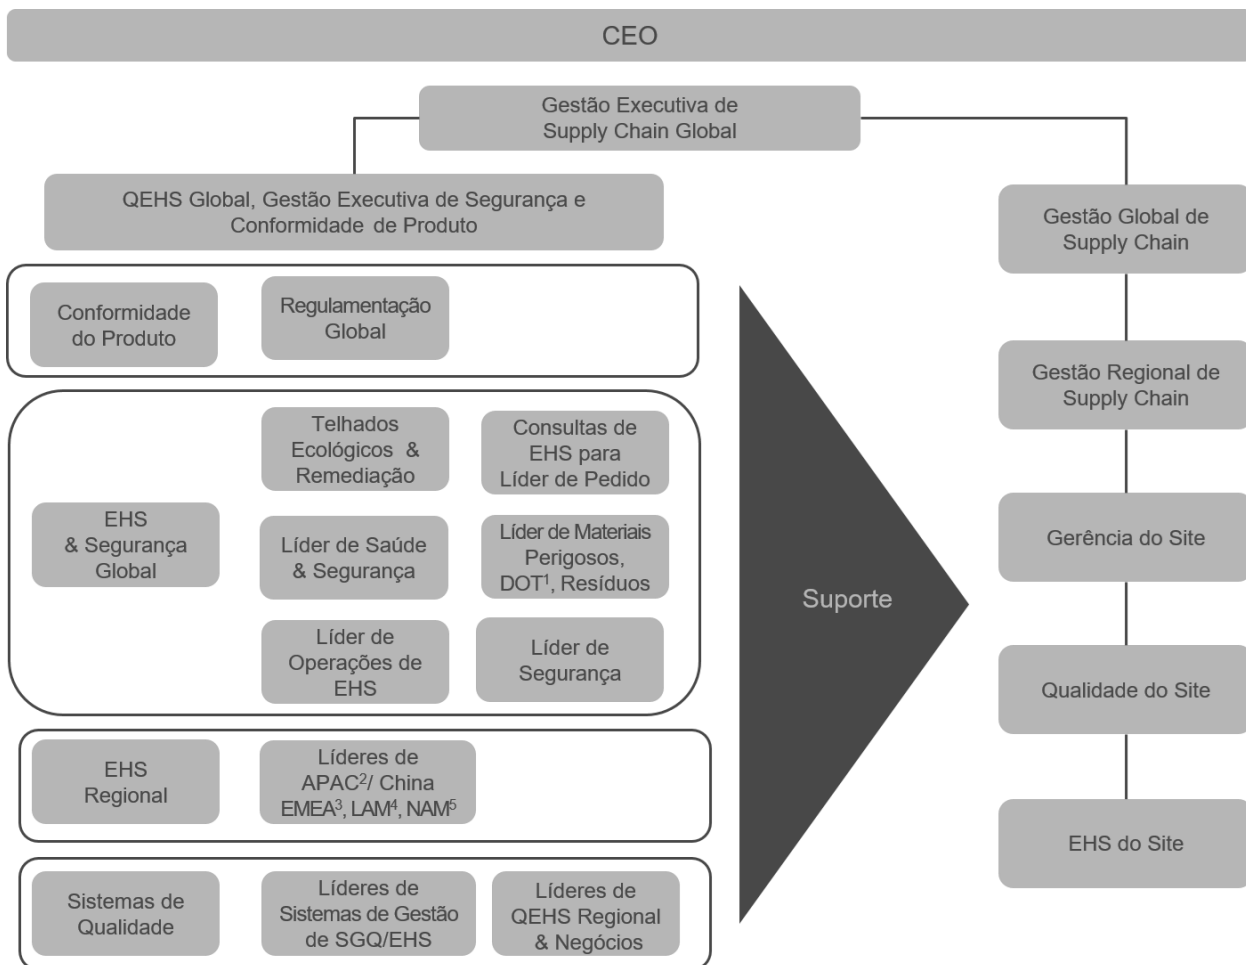 CEO
Gestão Executiva de
Supply Chain Global
QEHS Global, Gestão Executiva de Segurança e
Conformidade de Produto
Conformidade
do Produto
Regulamentação
Global
EHS
& Segurança
Global
Telhados
Ecológicos &
Remediação
Consultas de
EHS para
Líder de Pedido
Líder de Saúde
& Segurança
Líder de Materiais
Perigosos,
DOT¹, Resíduos
Líder de
Operações de
EHS
Líder de
Segurança
EHS
Regional
Líderes de
APAC²/ China
EMEA³, LAM⁴, NAM⁵
Sistemas de
Qualidade
Líderes de
Sistemas de Gestão
de SGQ/EHS
Líderes de
QEHS Regional
& Negócios
Suporte
Gestão Global de
Supply Chain
Gestão Regional de
Supply Chain
Gerência do Site
Qualidade do Site
EHS do Site